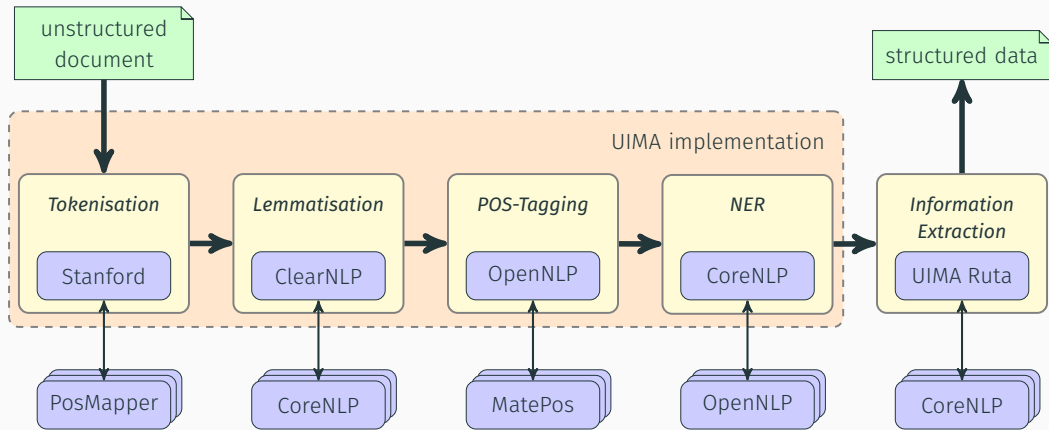 unstructured
document
structured data
UIMA implementation
Tokenisation
Lemmatisation
POS-Tagging
NER
Information
Extraction
Stanford
ClearNLP
OpenNLP
CoreNLP
UIMA Ruta
PosMapper
CoreNLP
MatePos
OpenNLP
CoreNLP